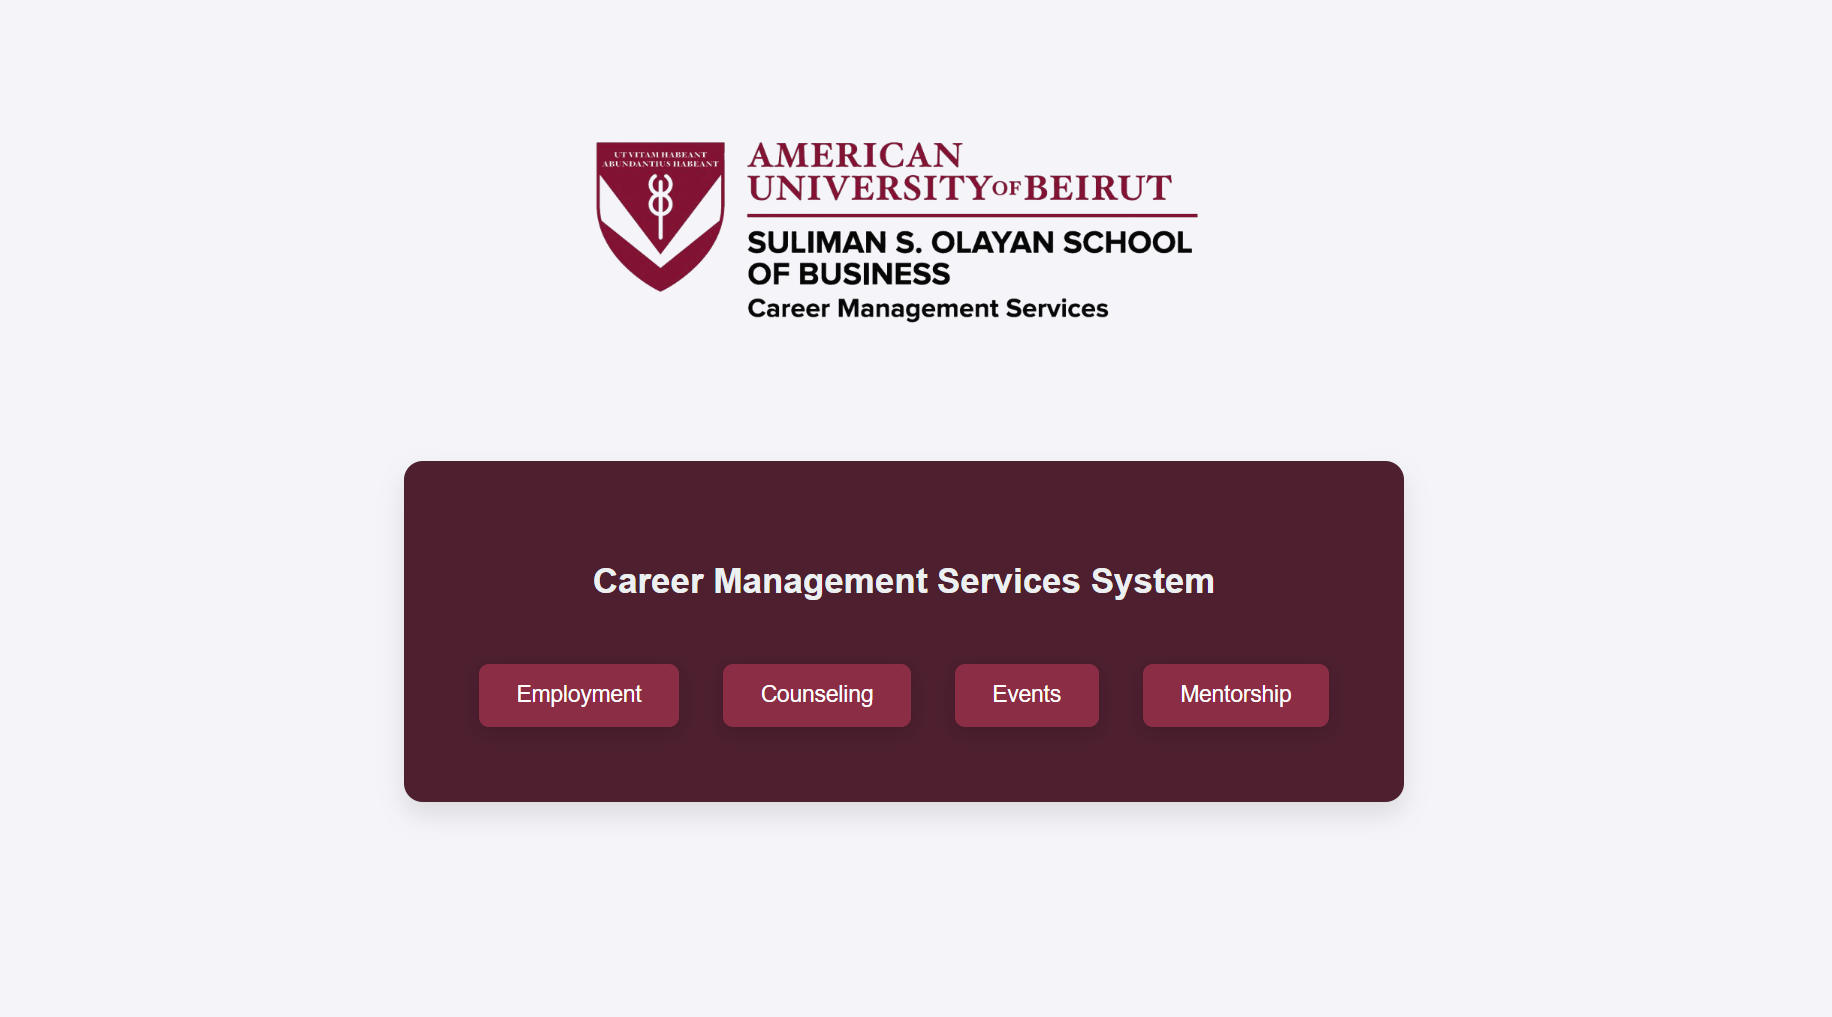 UT VITAM HABEANT
ABUNDANTIUS HABEANT
AMERICAN
UNIVERSITY OF BEIRUT
SULIMAN S. OLAYAN SCHOOL
OF BUSINESS
Career Management Services
Career Management Services System
Employment Counseling Events Mentorship